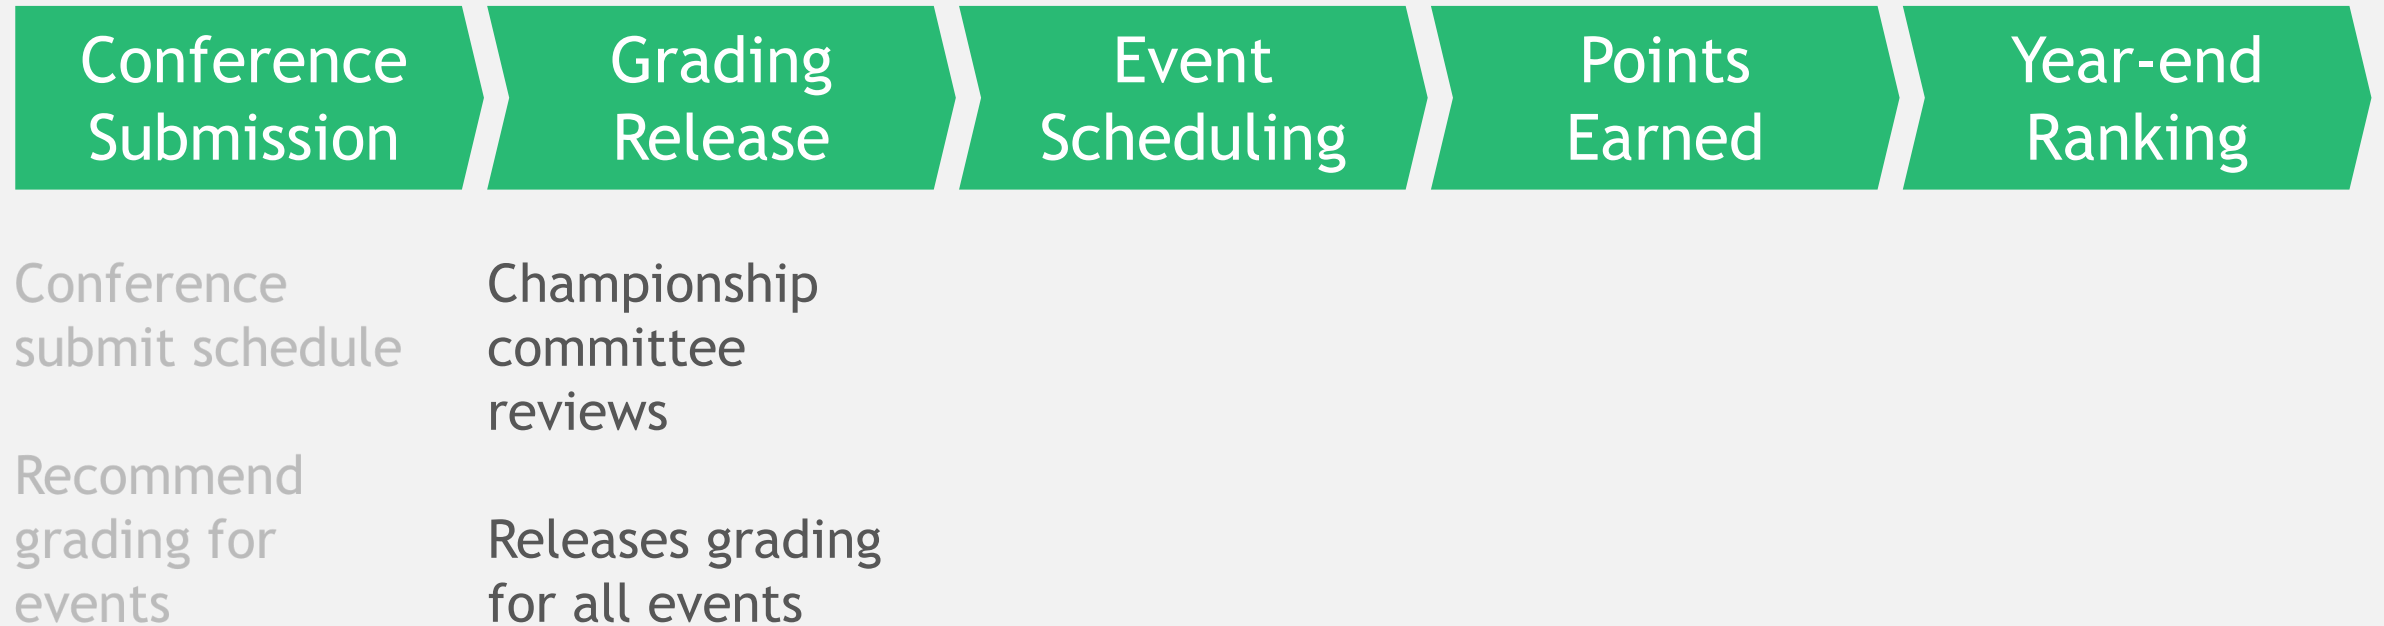 Conference
Submission
Grading
Release
Event
Scheduling
Points
Earned
Year-end
Ranking
Conference
submit schedule
Recommend
grading for
events
Championship
committee
reviews
Releases grading
for all events